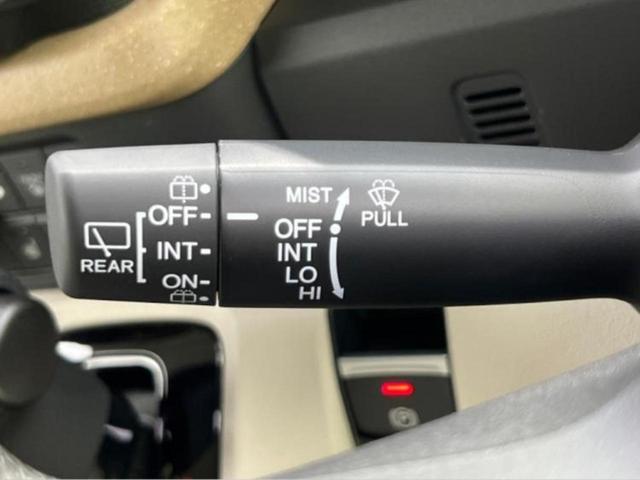 REAR
OFF
INT
ON
MIST
OFF
INT
LO
HI
PULL